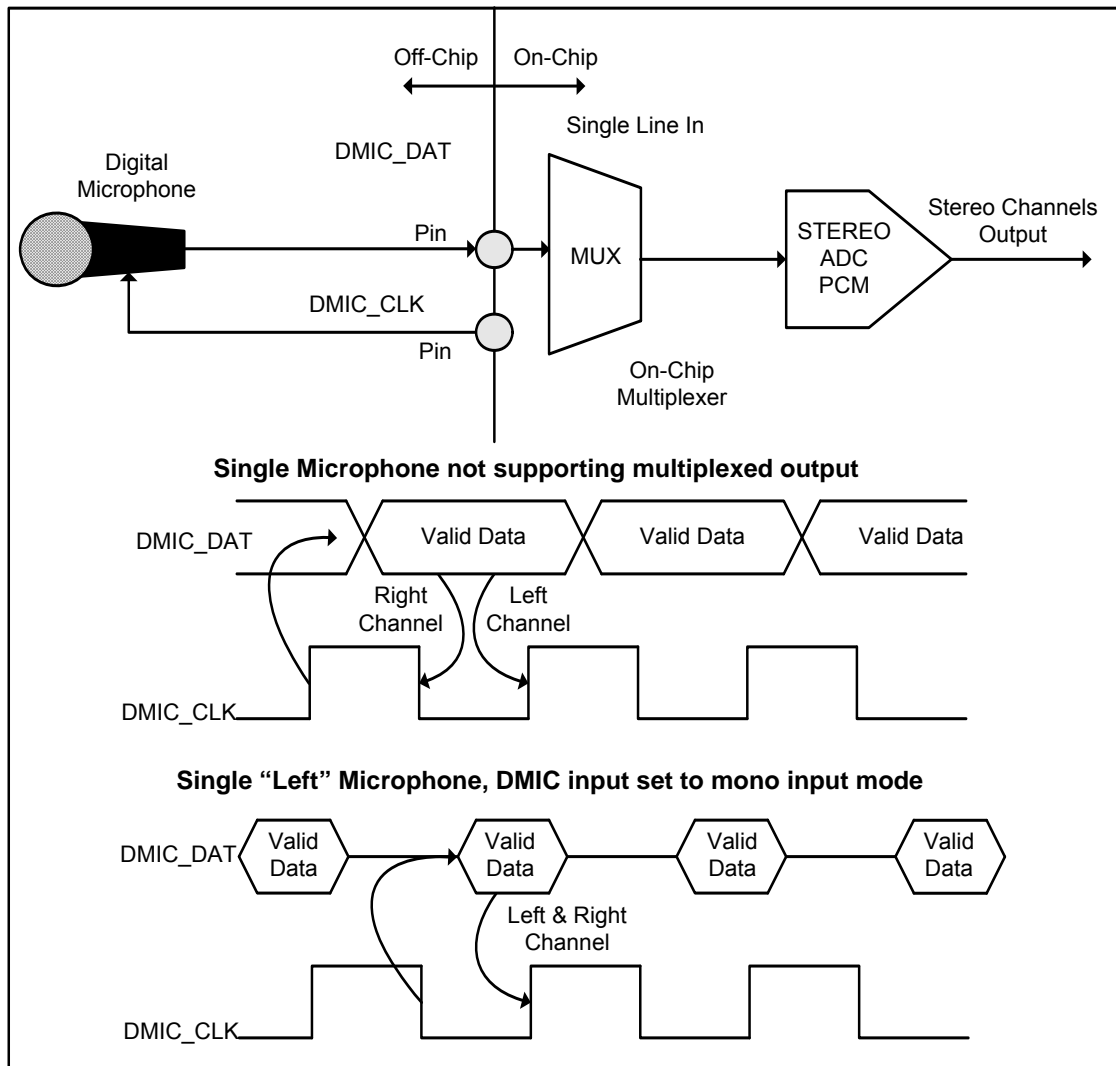 Off-Chip
On-Chip
Single Line In
DMIC_DAT
Digital
Microphone
Pin
MUX
STEREO
ADC
PCM
Stereo Channels
Output
DMIC_CLK
Pin
On-Chip
Multiplexer
Single Microphone not supporting multiplexed output
DMIC_DAT
Valid Data
Valid Data
Valid Data
Right
Channel
Left
Channel
DMIC_CLK
Single “Left” Microphone, DMIC input set to mono input mode
DMIC_DAT
Valid
Data
Valid
Data
Valid
Data
Valid
Data
Left & Right
Channel
DMIC_CLK